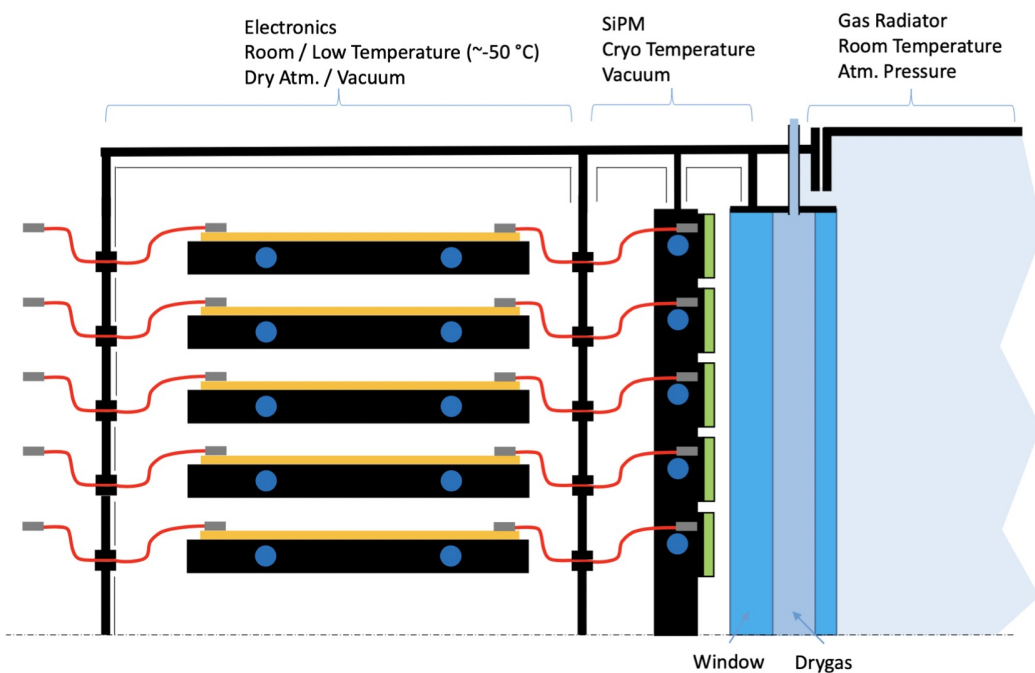 Electronics
Room / Low Temperature (~-50 °C)
Dry Atm. / Vacuum
SiPM
Cryo Temperature
Vacuum
Gas Radiator
Room Temperature
Atm. Pressure
Window
Drygas